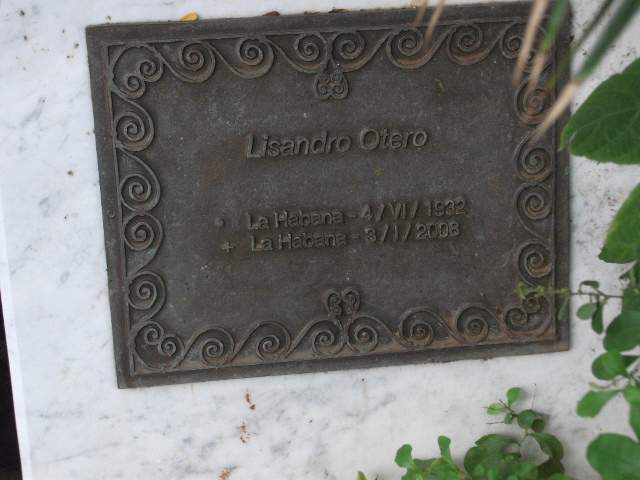 Lisandro Otero
* La Habana - 4 / VI / 1932
+ La Habana - 3 / I / 2008